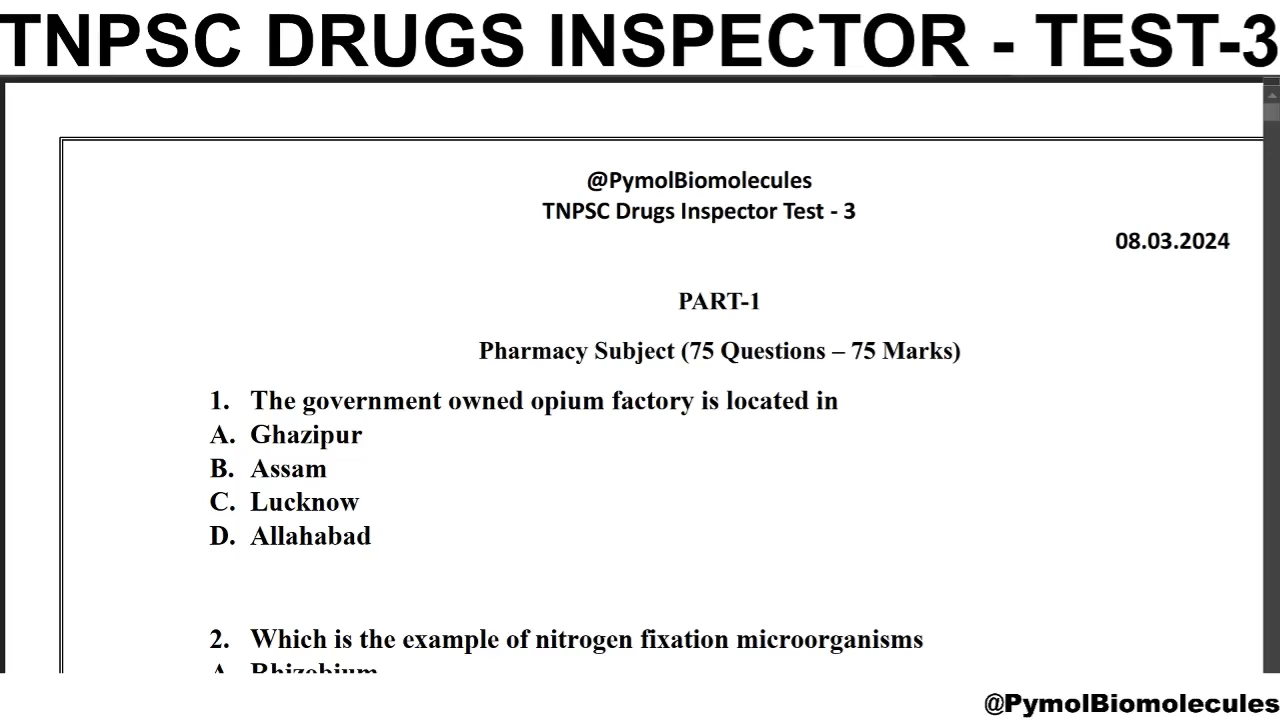 TNPSC DRUGS INSPECTOR - TEST-3
@PymolBiomolecules
TNPSC Drugs Inspector Test - 3
08.03.2024
PART-1
Pharmacy Subject (75 Questions – 75 Marks)
1. The government owned opium factory is located in
A. Ghazipur
B. Assam
C. Lucknow
D. Allahabad
2. Which is the example of nitrogen fixation microorganisms
A. Rhizobium
@PymolBiomolecules